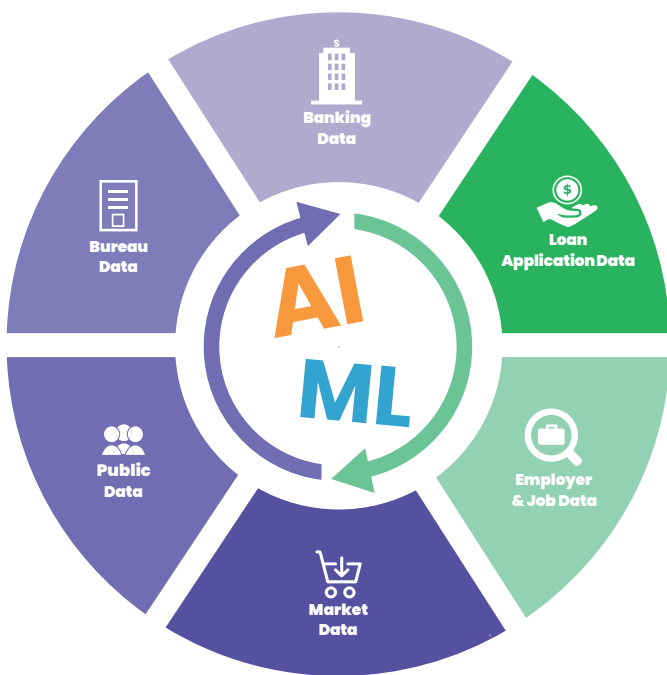 $
Banking
Data
$
Loan
Application Data
Employer
& Job Data
Market
Data
Public
Data
Bureau
Data
AI
ML